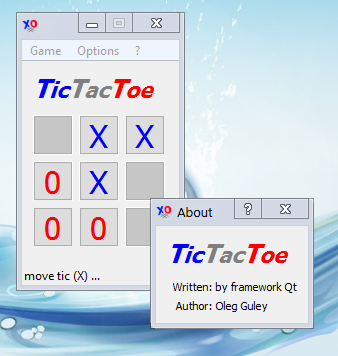 XO
Game Options ?
TicTacToe
X X
0 X
0 0
move tic (X) ...
XO About
TicTacToe
Written: by framework Qt
Author: Oleg Guley